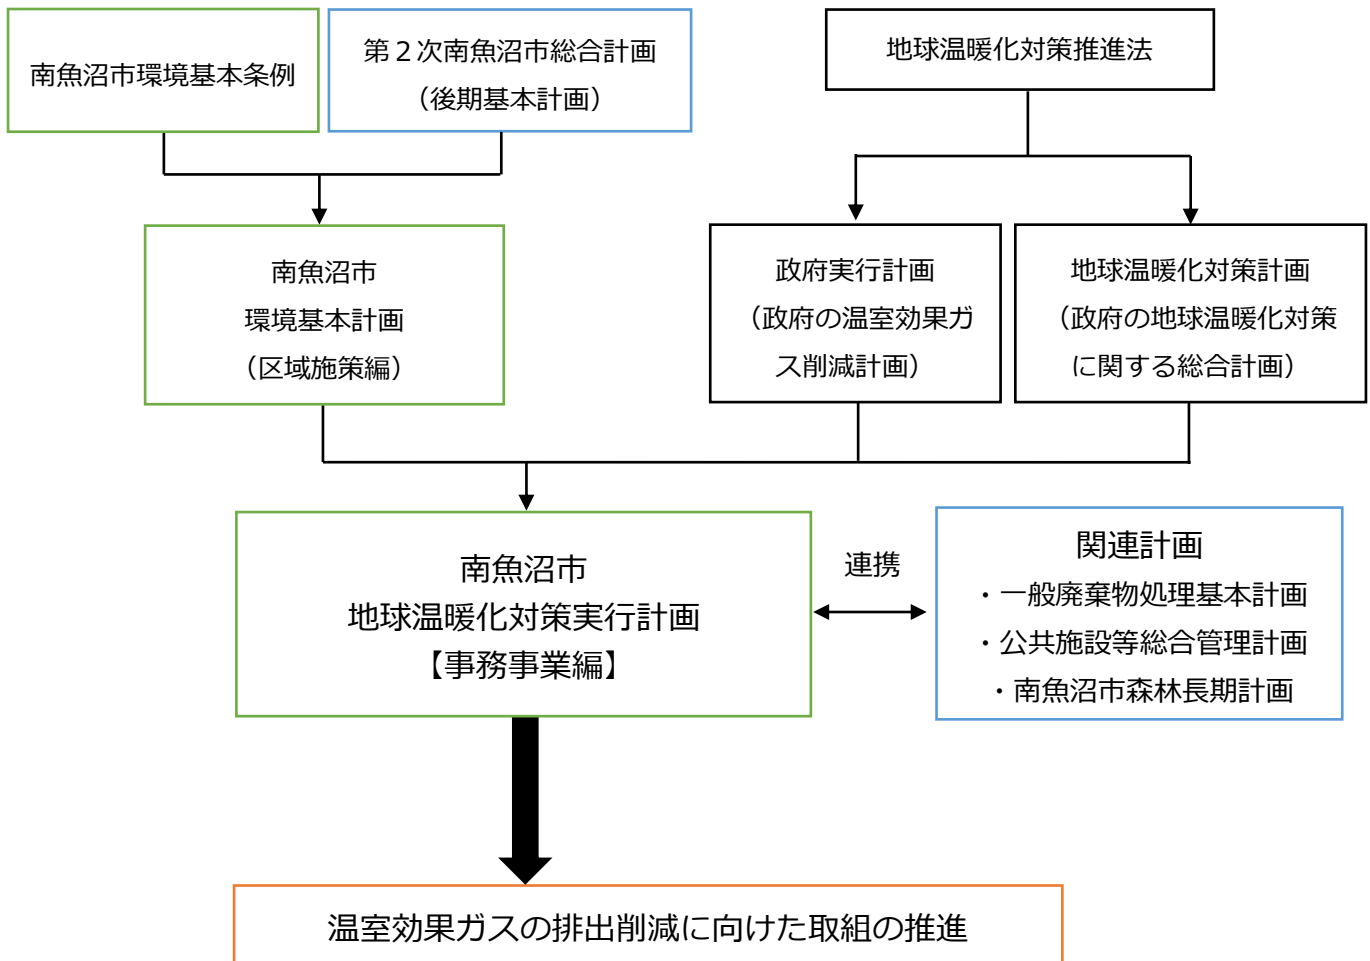 南魚沼市環境基本条例
第２次南魚沼市総合計画
（後期基本計画）
地球温暖化対策推進法
南魚沼市
環境基本計画
（区域施策編）
政府実行計画
（政府の温室効果ガ
ス削減計画）
地球温暖化対策計画
（政府の地球温暖化対策
に関する総合計画）
南魚沼市
地球温暖化対策実行計画
【事務事業編】
連携
関連計画
・一般廃棄物処理基本計画
・公共施設等総合管理計画
・南魚沼市森林長期計画
温室効果ガスの排出削減に向けた取組の推進